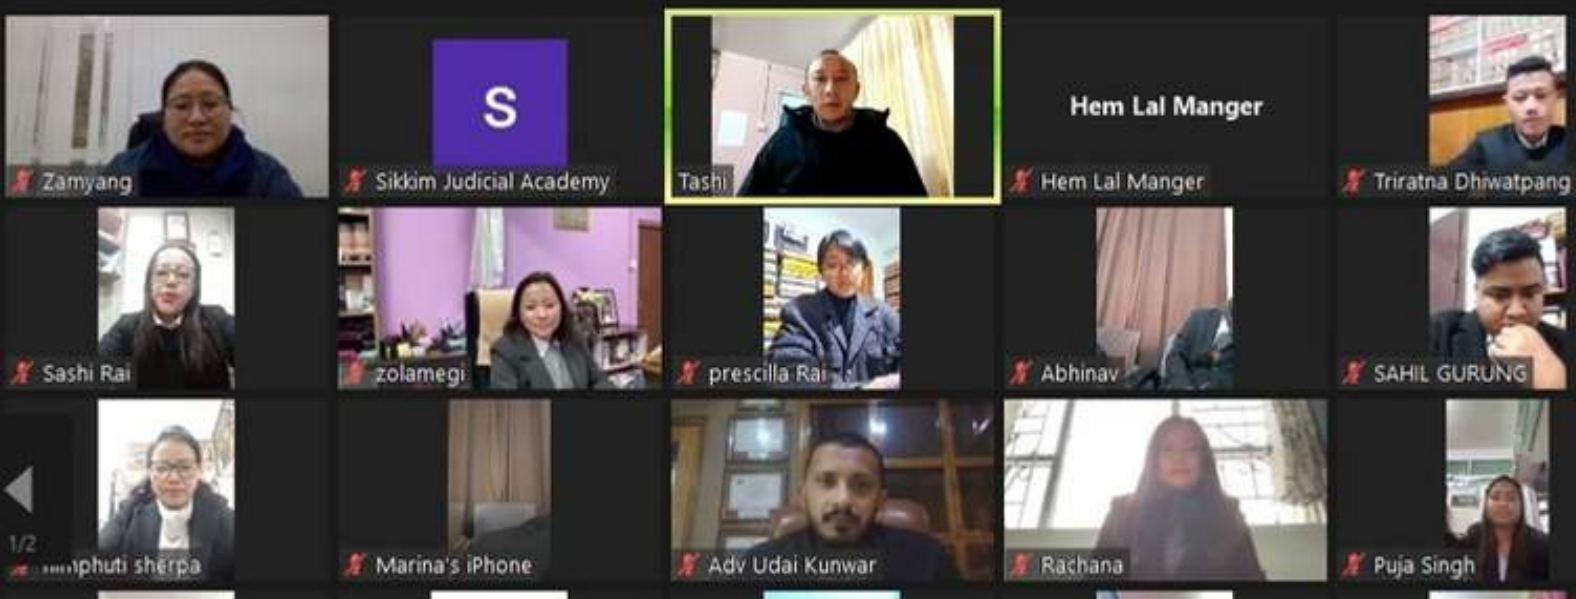 S
Hem Lal Manger
Zamyang
Sikkim Judicial Academy
Tashi
Hem Lal Manger
Triratna Dhiwatpang
Sashi Rai
zolamegi
prescilla Rai
Abhinav
SAHIL GURUNG
1/2
sherpa
Marina's iPhone
Adv Udai Kunwar
Rachana
Puja Singh